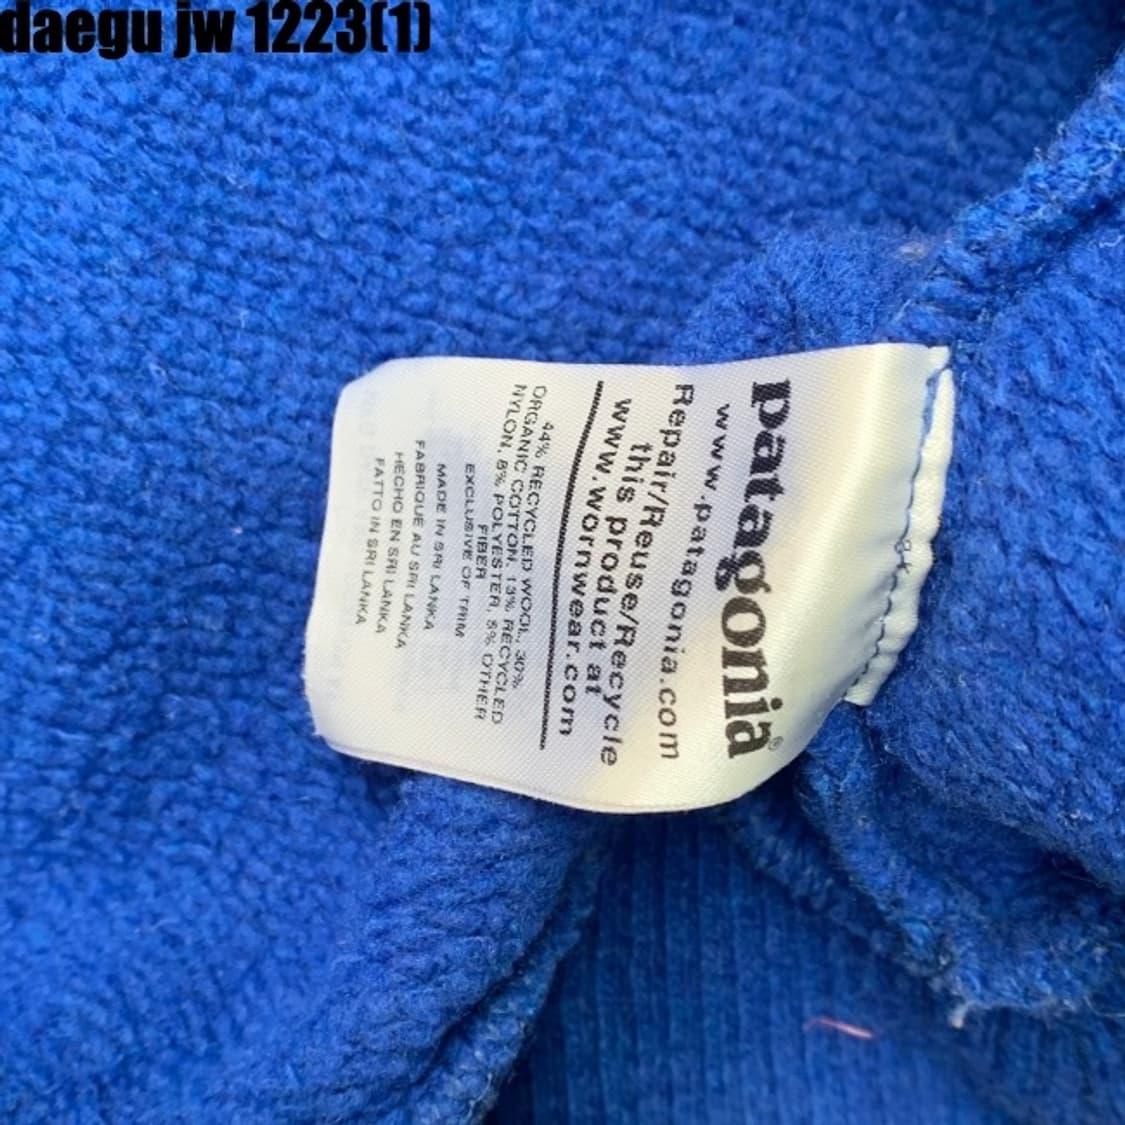 daegu jw 1223(1)
patagonia®
www.patagonia.com
Repair/Reuse/Recycle
this product at
www.wornwear.com
44% RECYCLED WOOL, 30%
ORGANIC COTTON, 13% RECYCLED
NYLON, 8% POLYESTER, 5% OTHER
FIBER
EXCLUSIVE OF TRIM
MADE IN SRI LANKA
FABRIQUE AU SRI LANKA
HECHO EN SRI LANKA
FATTO IN SRI LANKA